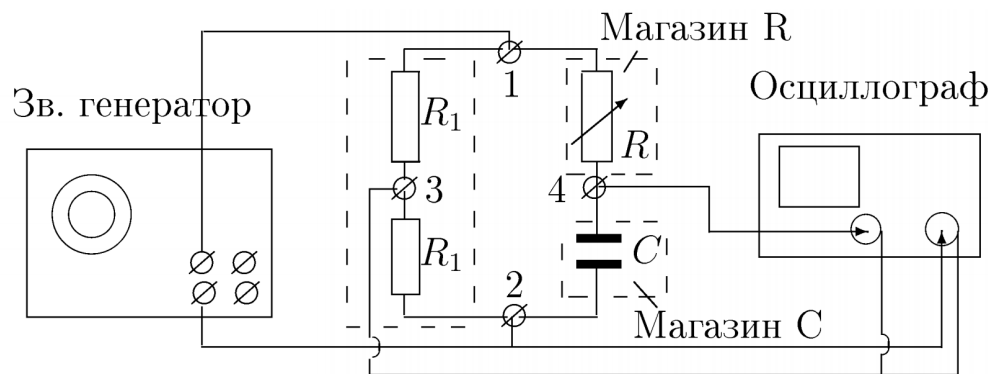 Магазин R
Зв. генератор
1
Осциллограф
R₁
R
3
4
R₁
C
2
Магазин C